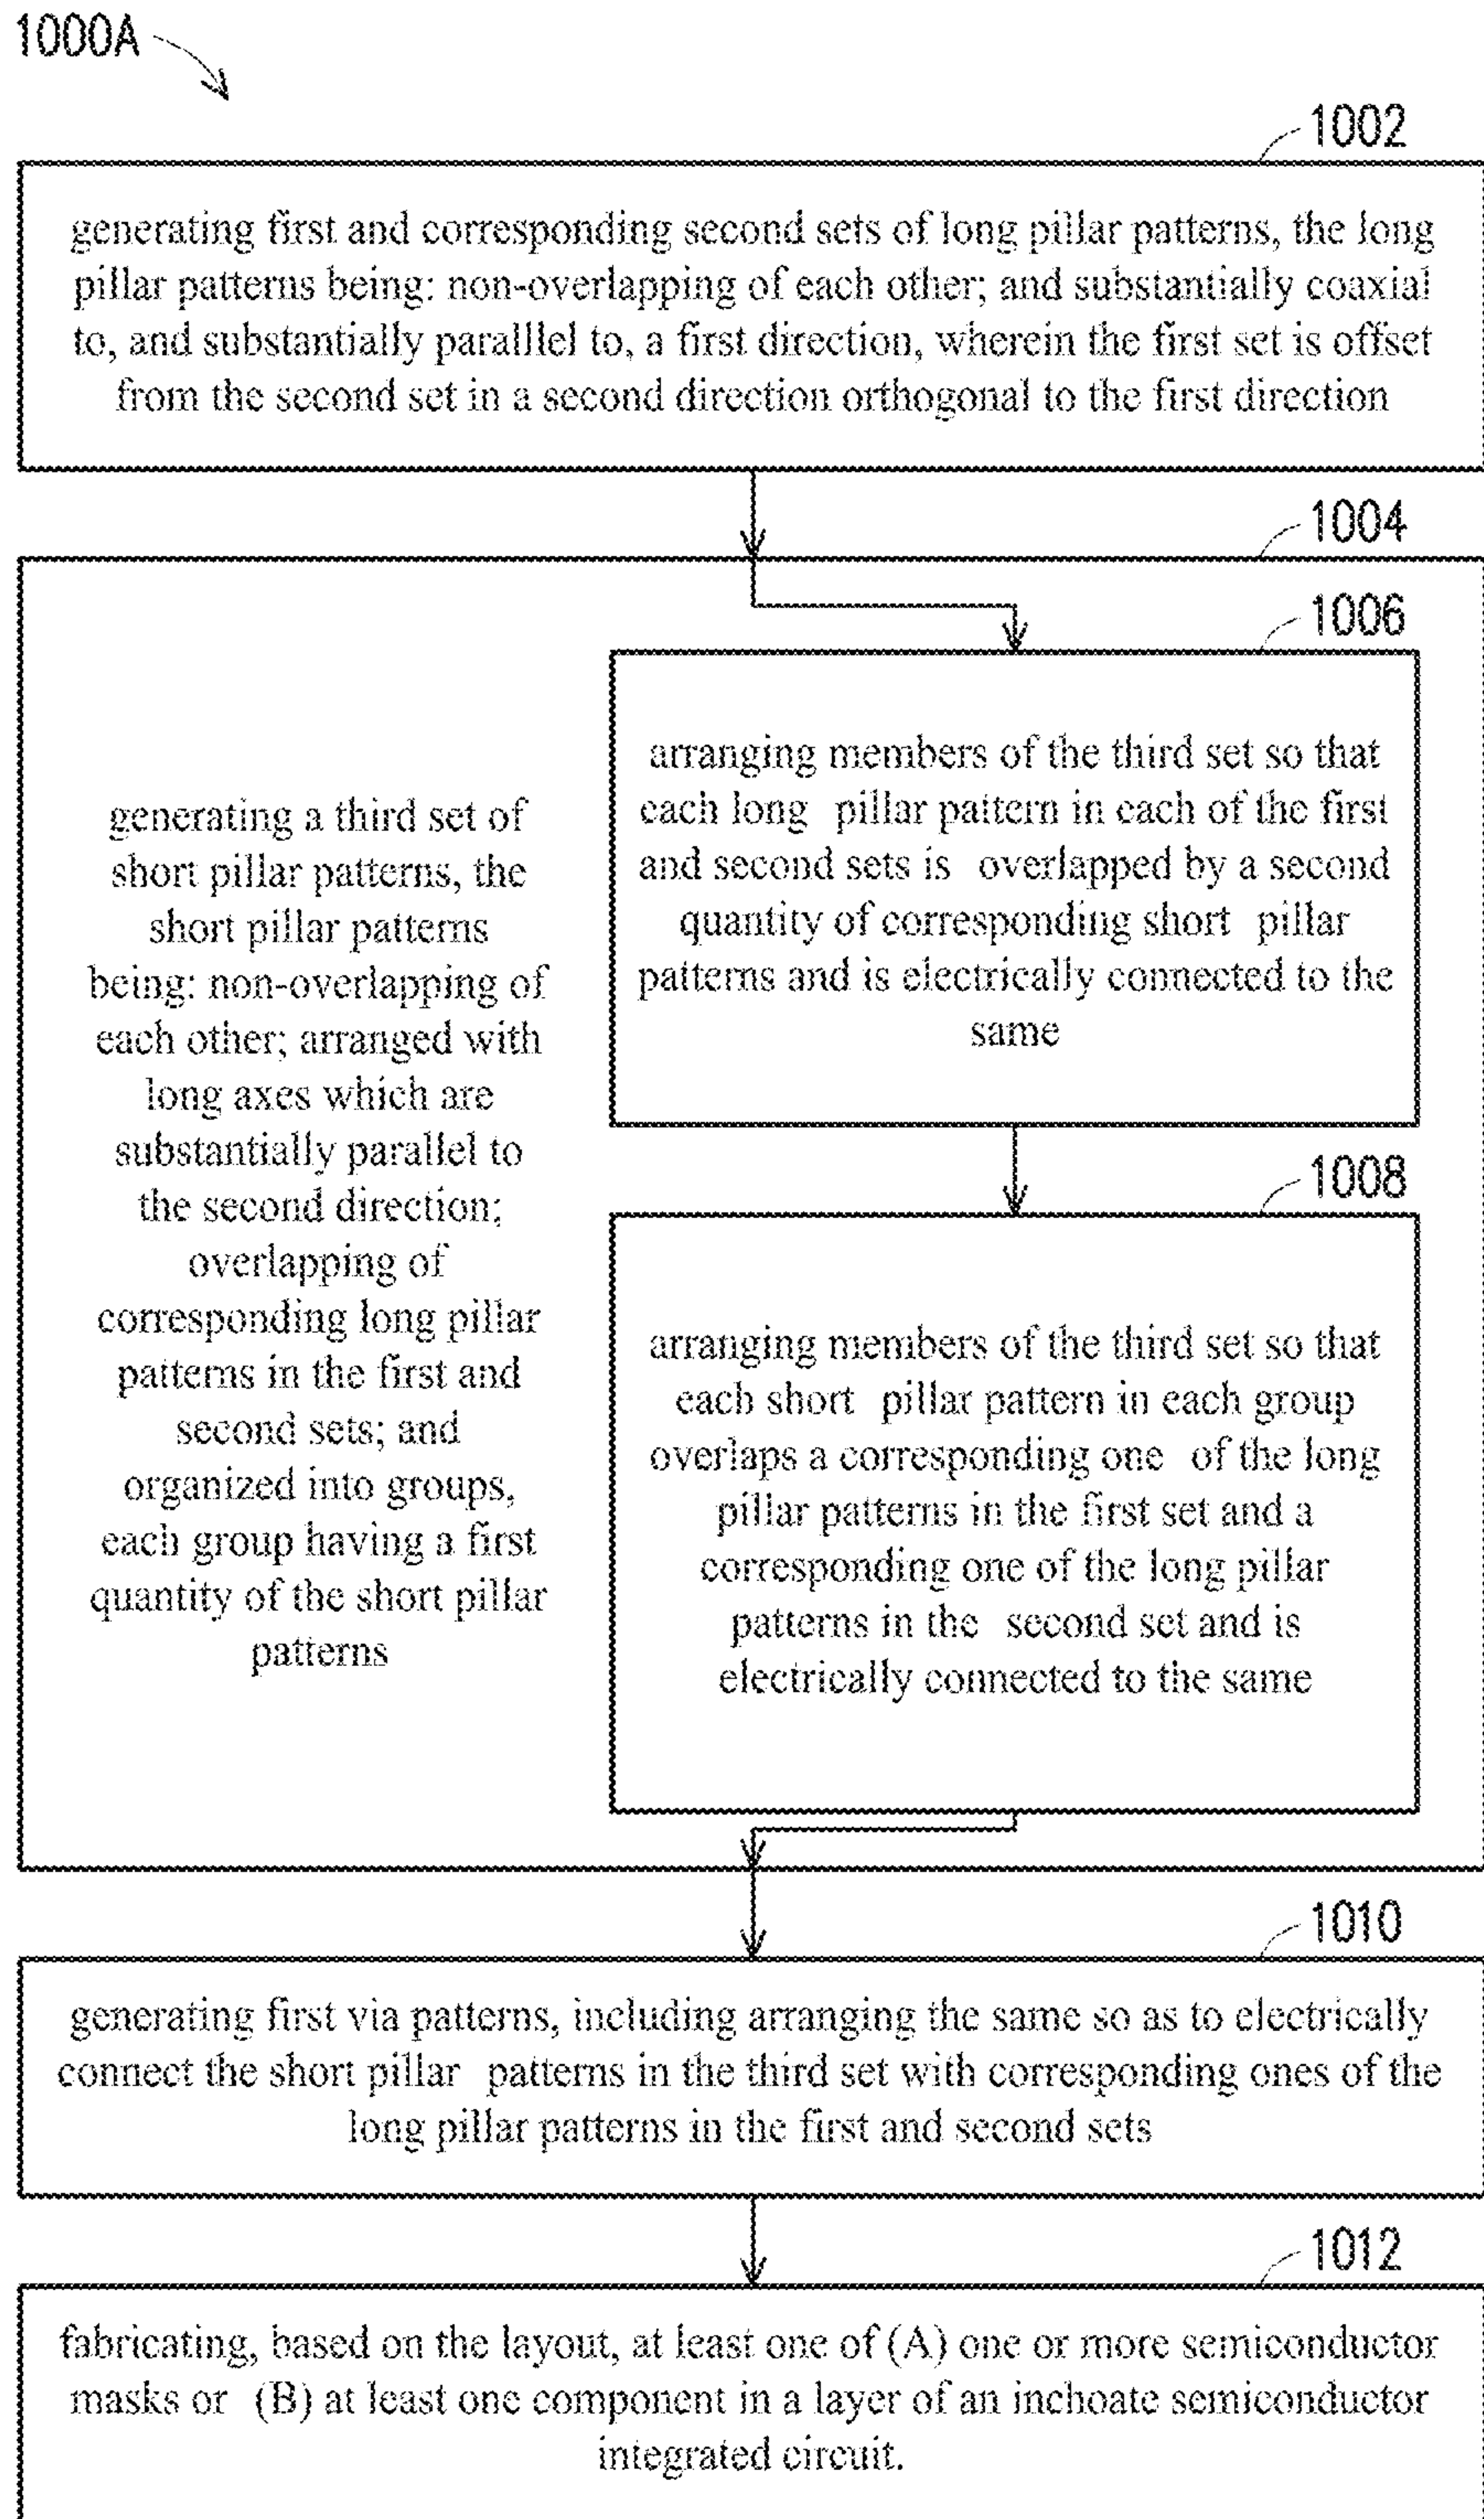 1000A
1002
generating first and corresponding second sets of long pillar patterns, the long
pillar patterns being: non-overlapping of each other; and substantially coaxial
to, and substantially paralllel to, a first direction, wherein the first set is offset
from the second set in a second direction orthogonal to the first direction
1004
generating a third set of
short pillar patterns, the
short pillar patterns
being: non-overlapping of
each other; arranged with
long axes which are
substantially parallel to
the second direction;
overlapping of
corresponding long pillar
patterns in the first and
second sets; and
organized into groups,
each group having a first
quantity of the short pillar
patterns
1006
arranging members of the third set so that
each long pillar pattern in each of the first
and second sets is overlapped by a second
quantity of corresponding short pillar
patterns and is electrically connected to the
same
1008
arranging members of the third set so that
each short pillar pattern in each group
overlaps a corresponding one of the long
pillar patterns in the first set and a
corresponding one of the long pillar
patterns in the second set and is
electrically connected to the same
1010
generating first via patterns, including arranging the same so as to electrically
connect the short pillar patterns in the third set with corresponding ones of the
long pillar patterns in the first and second sets
1012
fabricating, based on the layout, at least one of (A) one or more semiconductor
masks or (B) at least one component in a layer of an inchoate semiconductor
integrated circuit.